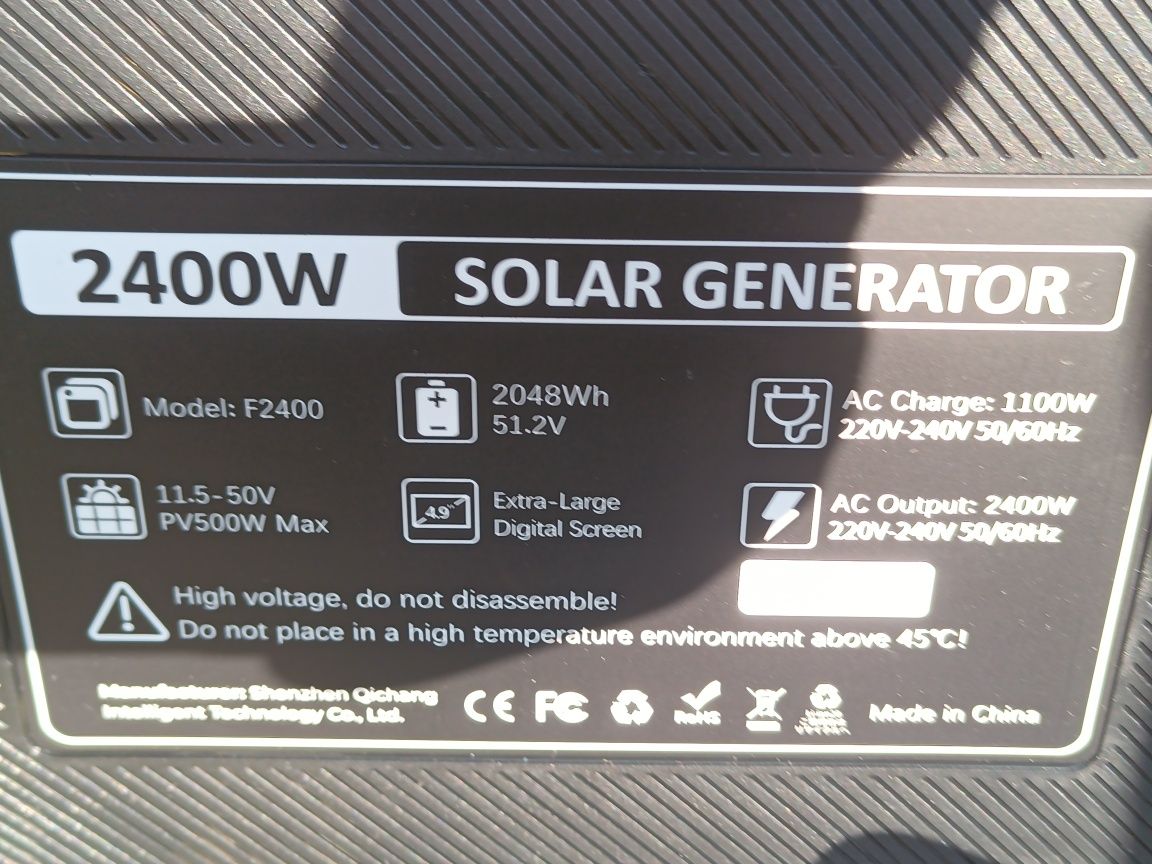 2400W SOLAR GENERATOR
Model: F2400
2048Wh
51.2V
AC Charge: 1100W
220V-240V 50/60Hz
11.5-50V
PV500W Max
4.9"
Extra-Large
Digital Screen
AC Output: 2400W
220V-240V 50/60Hz
High voltage, do not disassemble!
Do not place in a high temperature environment above 45℃!
Manufacturer: Shenzhen Qichang
Intelligent Technology Co., Ltd.
CE FC RoHS
Made in China